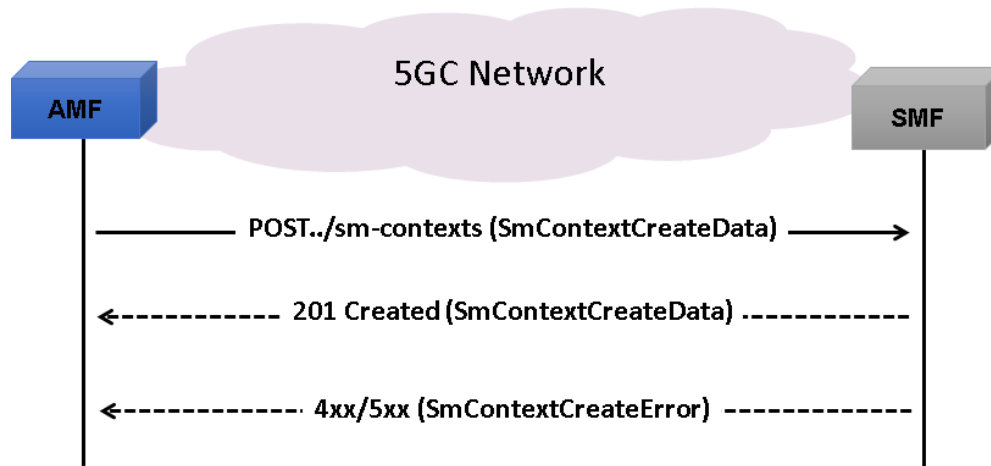 5GC Network
AMF
SMF
POST../sm-contexts (SmContextCreateData)
201 Created (SmContextCreateData)
4xx/5xx (SmContextCreateError)